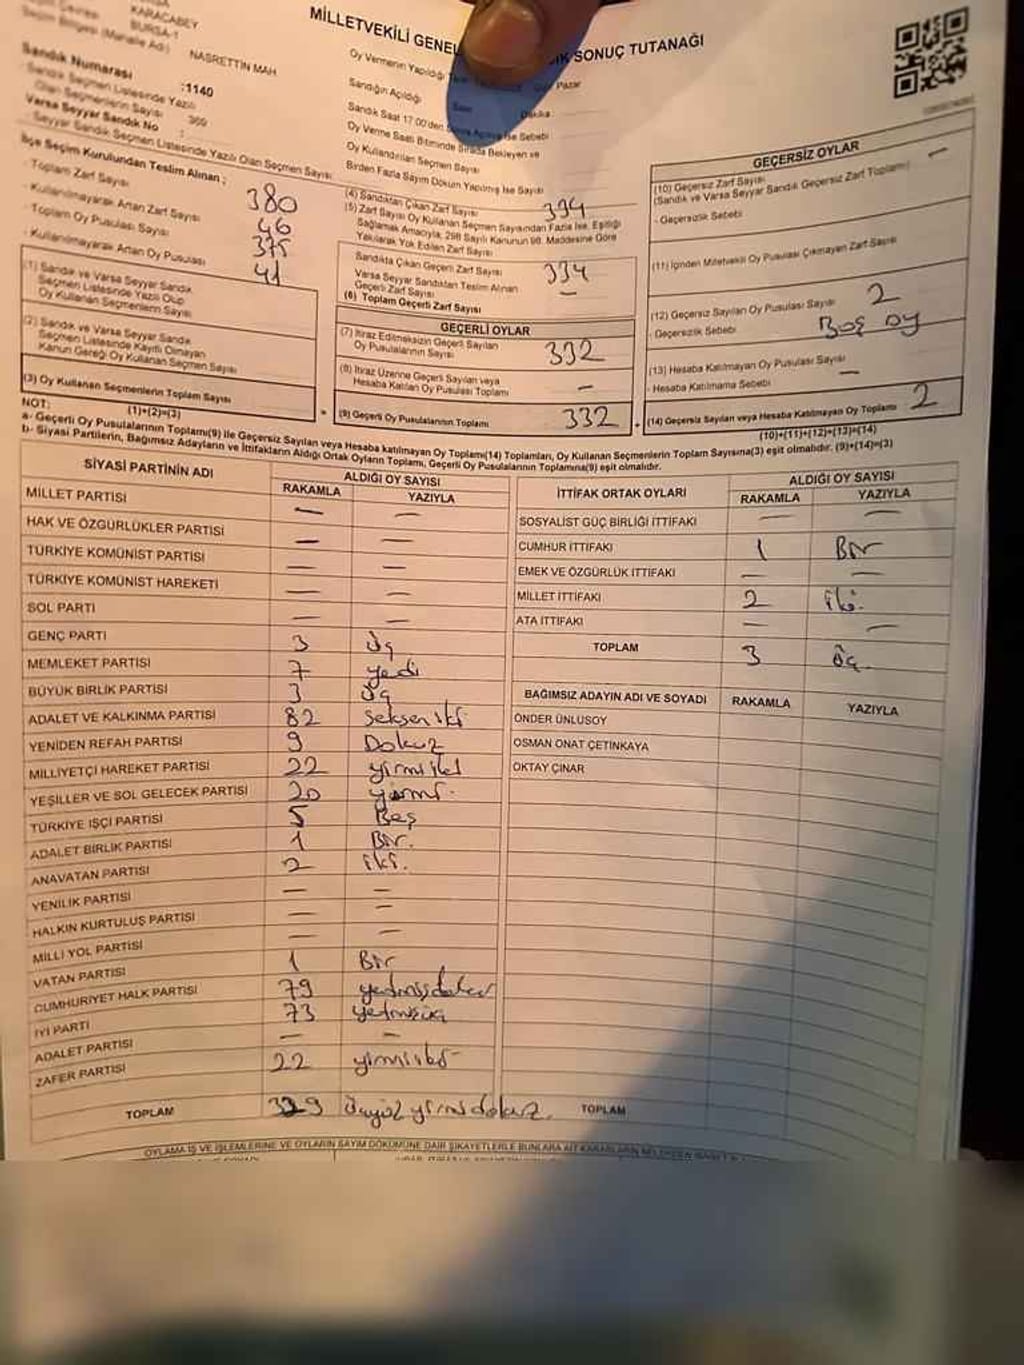 KARACABEY
BURSA-1
NASRETTİN MAH
MİLLETVEKİLİ GENEL SONUÇ TUTANAĞI
Sandık Numarası :1140
- Sandık Seçmen Listesinde Yazılı Olan Seçmenlerin Sayısı 360
Varsa Seyyar Sandık No :
- Seyyar Sandık Seçmen Listesinde Yazılı Olan Seçmen Sayısı
İlçe Seçim Kurulundan Teslim Alınan ;
- Toplam Zarf Sayısı 380
- Kullanılmayarak Artan Zarf Sayısı 46
- Toplam Oy Pusulası Sayısı 375
- Kullanılmayarak Artan Oy Pusulası 41
(1) Sandık ve Varsa Seyyar Sandık Seçmen Listesinde Yazılı Olup Oy Kullanan Seçmenlerin Sayısı
(2) Sandık ve Varsa Seyyar Sandık Seçmen Listesinde Kayıtlı Olmayan Kanun Gereği Oy Kullanan Seçmen Sayısı
(3) Oy Kullanan Seçmenlerin Toplam Sayısı
(1)+(2)=(3)
Oy Vermenin Yapıldığı Pazar
Sandığın Açıldığı Saat Dakika
Sandık Saat 17.00'den Sonra Açılmış İse Sebebi
Oy Verme Saati Bitiminde Sırada Bekleyen ve Oy Kullandırılan Seçmen Sayısı
Birden Fazla Sayım Döküm Yapılmış İse Sayısı
(4) Sandıktan Çıkan Zarf Sayısı 334
(5) Zarf Sayısı Oy Kullanan Seçmen Sayısından Fazla İse, Eşitliği Sağlamak Amacıyla, 298 Sayılı Kanunun 98. Maddesine Göre Yakılarak Yok Edilen Zarf Sayısı
Sandıkta Çıkan Geçerli Zarf Sayısı 334
Varsa Seyyar Sandıktan Teslim Alınan Geçerli Zarf Sayısı —
(6) Toplam Geçerli Zarf Sayısı
GEÇERLİ OYLAR
(7) İtiraz Edilmeksizin Geçerli Sayılan Oy Pusulalarının Sayısı 332
(8) İtiraz Üzerine Geçerli Sayılan veya Hesaba Katılan Oy Pusulası Toplamı —
(9) Geçerli Oy Pusulalarının Toplamı 332
GEÇERSİZ OYLAR
(10) Geçersiz Zarf Sayısı (Sandık ve Varsa Seyyar Sandık Geçersiz Zarf Toplamı) —
- Geçersizlik Sebebi
(11) İçinden Milletvekili Oy Pusulası Çıkmayan Zarf Sayısı
(12) Geçersiz Sayılan Oy Pusulası Sayısı 2
- Geçersizlik Sebebi Boş oy
(13) Hesaba Katılmayan Oy Pusulası Sayısı —
- Hesaba Katılmama Sebebi
(14) Geçersiz Sayılan veya Hesaba Katılmayan Oy Toplamı 2
(10)+(11)+(12)+(13)=(14)
NOT:
a- Geçerli Oy Pusulalarının Toplamı(9) ile Geçersiz Sayılan veya Hesaba katılmayan Oy Toplamı(14) Toplamları, Oy Kullanan Seçmenlerin Toplam Sayısına(3) eşit olmalıdır. (9)+(14)=(3)
b- Siyasi Partilerin, Bağımsız Adayların ve İttifakların Aldığı Ortak Oyların Toplamı, Geçerli Oy Pusulalarının Toplamına(9) eşit olmalıdır.
SİYASİ PARTİNİN ADI ALDIĞI OY SAYISI
RAKAMLA YAZIYLA
MİLLET PARTİSİ — —
HAK VE ÖZGÜRLÜKLER PARTİSİ — —
TÜRKİYE KOMÜNİST PARTİSİ — —
TÜRKİYE KOMÜNİST HAREKETİ — —
SOL PARTİ — —
GENÇ PARTİ 3 üç
MEMLEKET PARTİSİ 7 yedi
BÜYÜK BİRLİK PARTİSİ 3 üç
ADALET VE KALKINMA PARTİSİ 82 seksen iki
YENİDEN REFAH PARTİSİ 9 Dokuz
MİLLİYETÇİ HAREKET PARTİSİ 22 yirmi iki
YEŞİLLER VE SOL GELECEK PARTİSİ 20 yirmi.
TÜRKİYE İŞÇİ PARTİSİ 5 Beş
ADALET BİRLİK PARTİSİ 1 Bir.
ANAVATAN PARTİSİ 2 iki.
YENİLİK PARTİSİ — —
HALKIN KURTULUŞ PARTİSİ — —
MİLLİ YOL PARTİSİ — —
VATAN PARTİSİ 1 Bir
CUMHURİYET HALK PARTİSİ 79 yetmişdokuz
İYİ PARTİ 73 yetmişüç
ADALET PARTİSİ — —
ZAFER PARTİSİ 22 yirmiiki
TOPLAM 329 üçyüz yirmi dokuz.
İTTİFAK ORTAK OYLARI ALDIĞI OY SAYISI
RAKAMLA YAZIYLA
SOSYALİST GÜÇ BİRLİĞİ İTTİFAKI — —
CUMHUR İTTİFAKI 1 Bir
EMEK VE ÖZGÜRLÜK İTTİFAKI — —
MİLLET İTTİFAKI 2 iki.
ATA İTTİFAKI — —
TOPLAM 3 üç.
BAĞIMSIZ ADAYIN ADI VE SOYADI RAKAMLA YAZIYLA
ÖNDER ÜNLÜSOY
OSMAN ONAT ÇETİNKAYA
OKTAY ÇINAR
TOPLAM
OYLAMA İŞ VE İŞLEMLERİNE VE OYLARIN SAYIM DÖKÜMÜNE DAİR ŞİKAYETLERLE BUNLARA AİT KARARLARIN